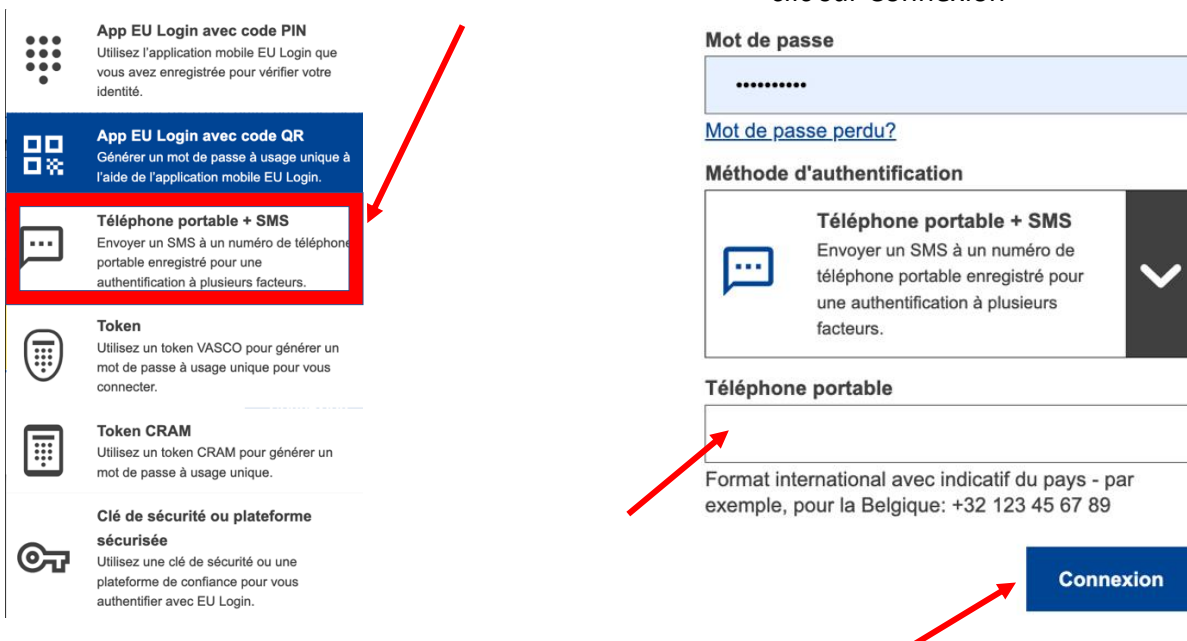 App EU Login avec code PIN
Utilisez l'application mobile EU Login que
vous avez enregistrée pour vérifier votre
identité.
App EU Login avec code QR
Générer un mot de passe à usage unique à
l'aide de l'application mobile EU Login.
Téléphone portable + SMS
Envoyer un SMS à un numéro de téléphone
portable enregistré pour une
authentification à plusieurs facteurs.
Token
Utilisez un token VASCO pour générer un
mot de passe à usage unique pour vous
connecter.
Token CRAM
Utilisez un token CRAM pour générer un
mot de passe à usage unique.
Clé de sécurité ou plateforme
sécurisée
Utilisez une clé de sécurité ou une
plateforme de confiance pour vous
authentifier avec EU Login.
Mot de passe
••••••••••
Mot de passe perdu?
Méthode d'authentification
Téléphone portable + SMS
Envoyer un SMS à un numéro de
téléphone portable enregistré pour
une authentification à plusieurs
facteurs.
Téléphone portable
Format international avec indicatif du pays - par
exemple, pour la Belgique: +32 123 45 67 89
Connexion